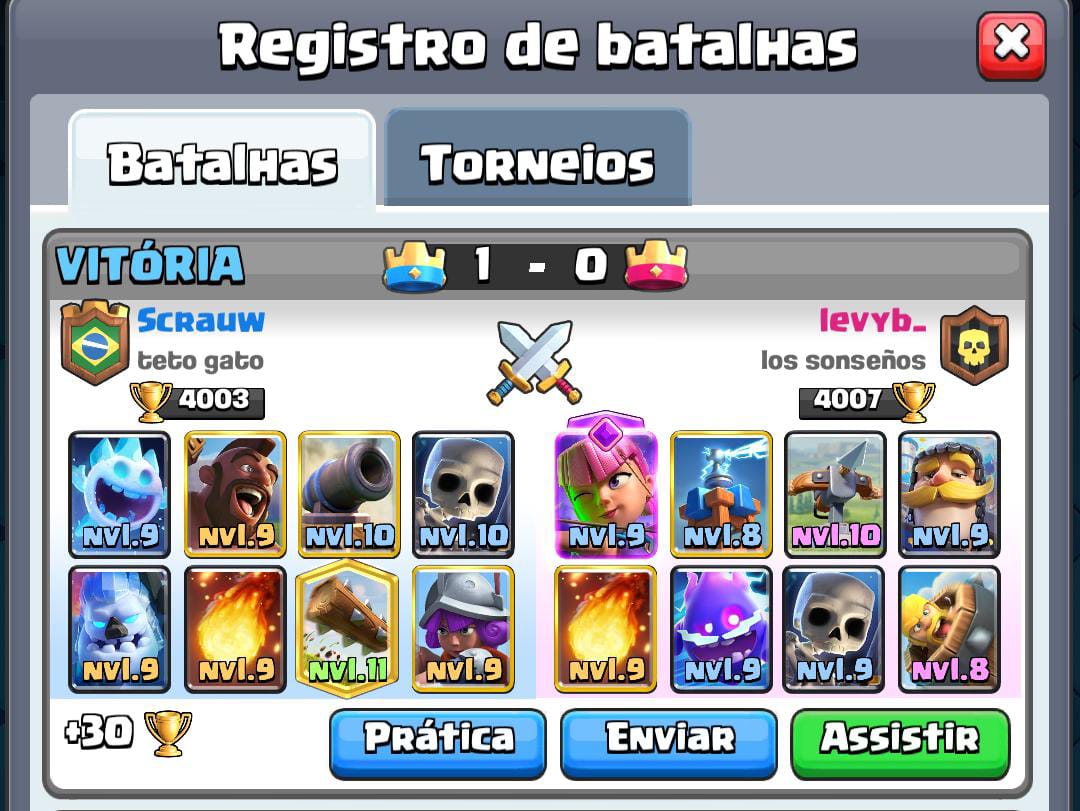 Registro de batalhas
Batalhas
Torneios
VITÓRIA
1 - 0
Scrauw
levyb_
teto gato
los sonseños
4003
4007
nvl.9 nvl.9 nvl.10 nvl.10 nvl.9 nvl.8 nvl.10 nvl.9
nvl.9 nvl.9 nvl.11 nvl.9 nvl.9 nvl.9 nvl.9 nvl.8
+30
Prática
Enviar
Assistir